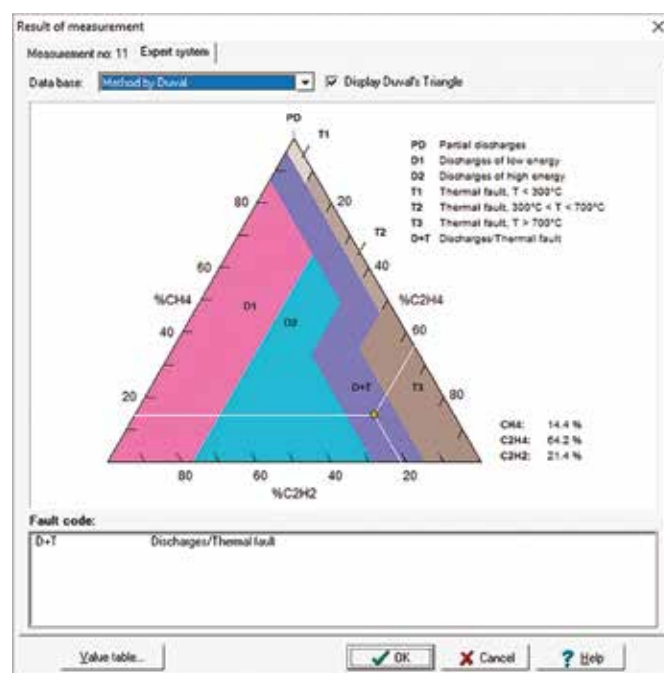 Result of measurement
Measurement no: 11 Expert system
Data base: Method by Duval Display Duval's Triangle
PD
T1
PD Partial discharges
D1 Discharges of low energy
D2 Discharges of high energy
T1 Thermal fault, T < 300°C
T2 Thermal fault, 300°C < T < 700°C
T3 Thermal fault, T > 700°C
D+T Discharges/Thermal fault
80
20
T2
60
40
%CH4
%C2H4
D1
D2
40
60
20
D+T
T3
80
CH4: 14.4 %
C2H4: 64.2 %
C2H2: 21.4 %
80 60 40 20
%C2H2
Fault code:
D+T Discharges/Thermal fault
Value table... OK Cancel Help